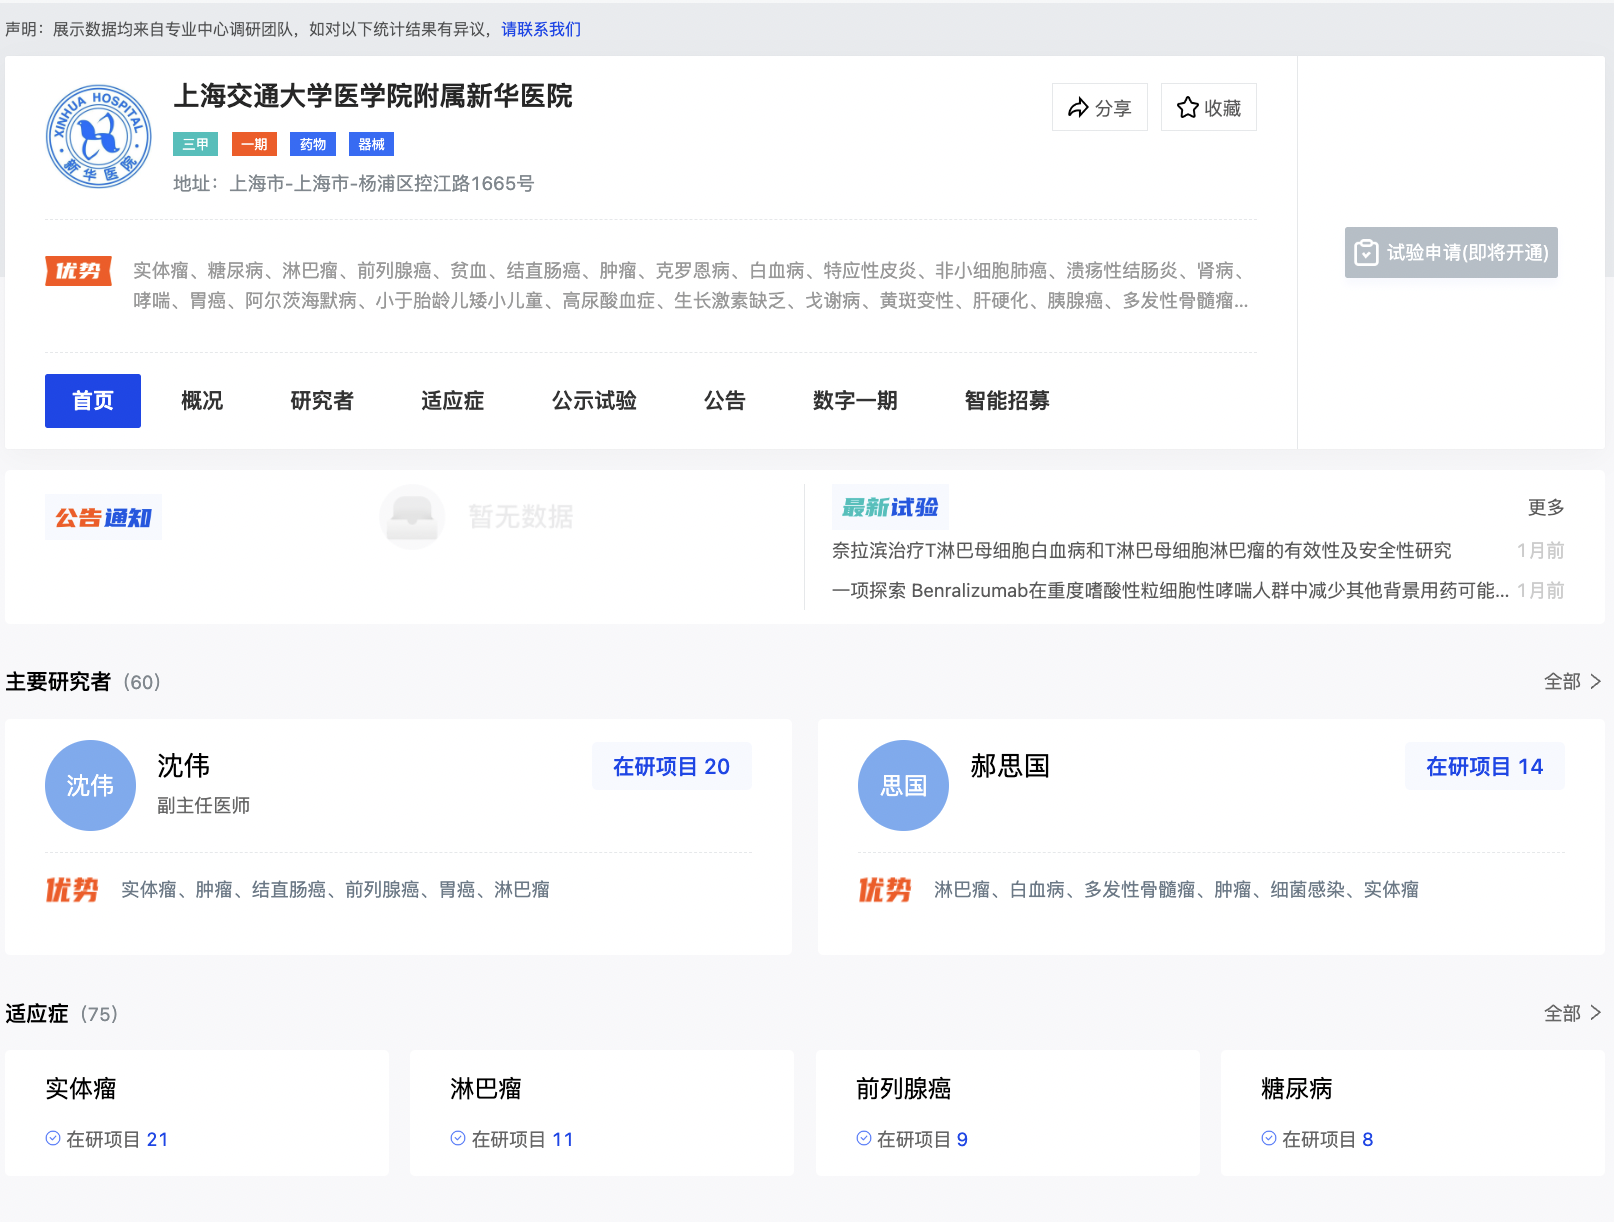 声明：展示数据均来自专业中心调研团队，如对以下统计结果有异议，请联系我们
XINHUA HOSPITAL
新华医院
上海交通大学医学院附属新华医院
三甲 一期 药物 器械
地址：上海市-上海市-杨浦区控江路1665号
分享 收藏
试验申请(即将开通)
优势 实体瘤、糖尿病、淋巴瘤、前列腺癌、贫血、结直肠癌、肿瘤、克罗恩病、白血病、特应性皮炎、非小细胞肺癌、溃疡性结肠炎、肾病、
哮喘、胃癌、阿尔茨海默病、小于胎龄儿矮小儿童、高尿酸血症、生长激素缺乏、戈谢病、黄斑变性、肝硬化、胰腺癌、多发性骨髓瘤...
首页 概况 研究者 适应症 公示试验 公告 数字一期 智能招募
公告通知
暂无数据
最新试验 更多
奈拉滨治疗T淋巴母细胞白血病和T淋巴母细胞淋巴瘤的有效性及安全性研究 1月前
一项探索 Benralizumab在重度嗜酸性粒细胞性哮喘人群中减少其他背景用药可能... 1月前
主要研究者（60） 全部
沈伟 沈伟 在研项目 20
副主任医师
优势 实体瘤、肿瘤、结直肠癌、前列腺癌、胃癌、淋巴瘤
思国 郝思国 在研项目 14
优势 淋巴瘤、白血病、多发性骨髓瘤、肿瘤、细菌感染、实体瘤
适应症（75） 全部
实体瘤
在研项目 21
淋巴瘤
在研项目 11
前列腺癌
在研项目 9
糖尿病
在研项目 8